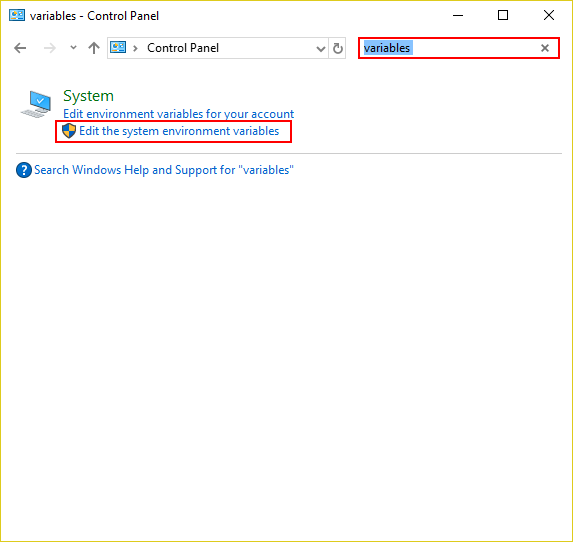 variables - Control Panel
Control Panel
variables
System
Edit environment variables for your account
Edit the system environment variables
Search Windows Help and Support for "variables"